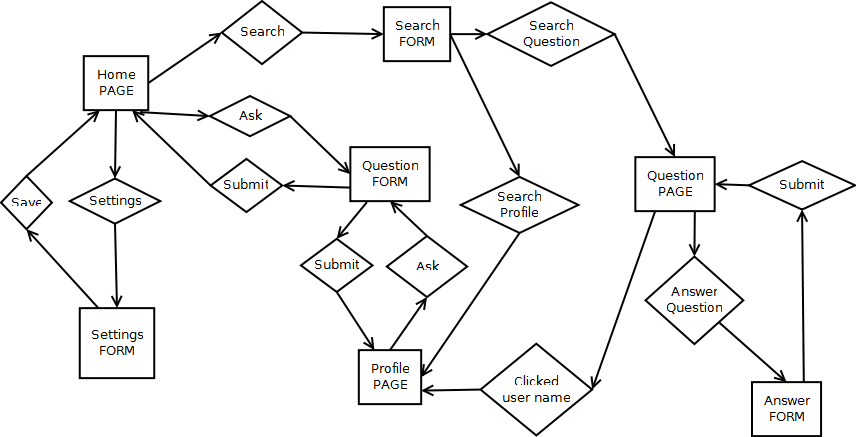 Search
Search
FORM
Search
Question
Home
PAGE
Ask
Question
FORM
Submit
Question
PAGE
Submit
Save
Settings
Search
Profile
Submit
Ask
Answer
Question
Settings
FORM
Profile
PAGE
Clicked
user name
Answer
FORM